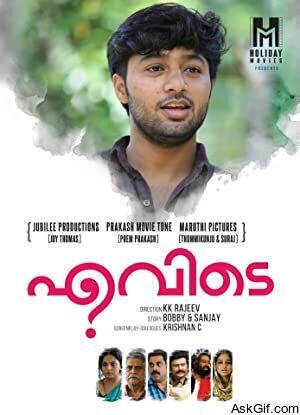 HM
HOLIDAY
MOVIES
PRESENTS
JUBILEE PRODUCTIONS
[JOY THOMAS]
PRAKASH MOVIE TONE
[PREM PRAKASH]
MARUTHI PICTURES
[THOMMIKUNJU & SURAJ]
എവിടെ
?
DIRECTION KK RAJEEV
STORY BOBBY & SANJAY
SCREENPLAY-DIALOGUES KRISHNAN C
AskGif.com